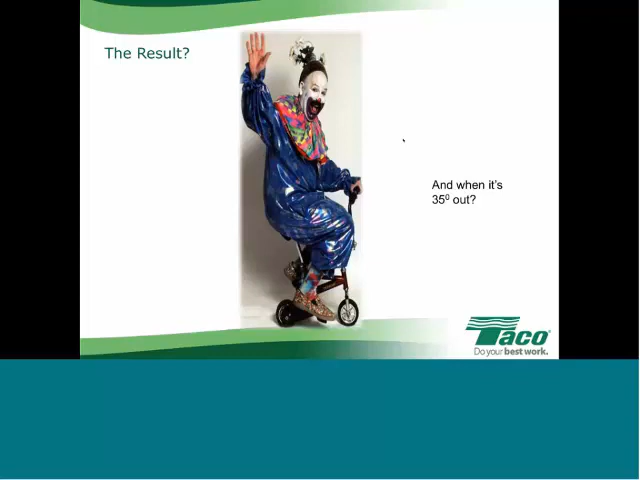 The Result?
And when it's
35⁰ out?
Taco®
Do your best work.